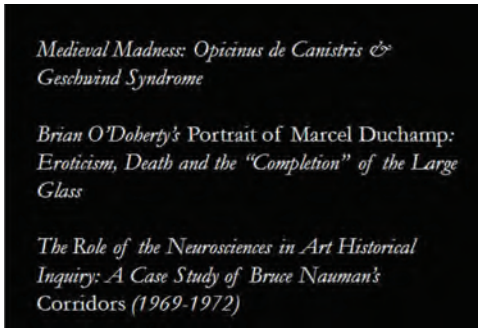 Medieval Madness: Opicinus de Canistris &
Geschwind Syndrome
Brian O'Doherty's Portrait of Marcel Duchamp:
Eroticism, Death and the "Completion" of the Large
Glass
The Role of the Neurosciences in Art Historical
Inquiry: A Case Study of Bruce Nauman's
Corridors (1969-1972)